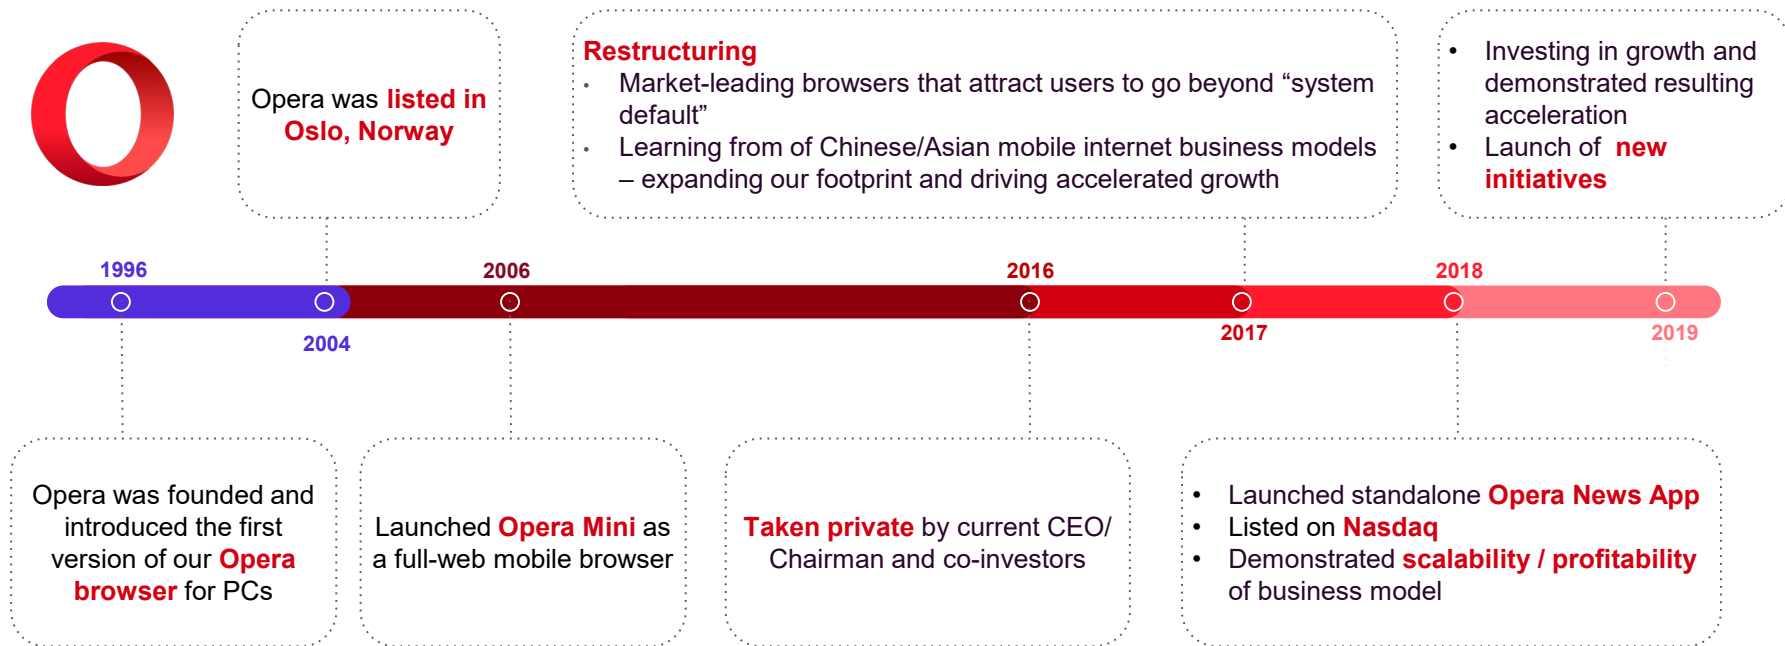 Opera was listed in
Oslo, Norway
Restructuring
• Market-leading browsers that attract users to go beyond “system
default”
• Learning from of Chinese/Asian mobile internet business models
– expanding our footprint and driving accelerated growth
• Investing in growth and
demonstrated resulting
acceleration
• Launch of new
initiatives
1996
2006
2016
2018
2004
2017
2019
Opera was founded and
introduced the first
version of our Opera
browser for PCs
Launched Opera Mini as
a full-web mobile browser
Taken private by current CEO/
Chairman and co-investors
• Launched standalone Opera News App
• Listed on Nasdaq
• Demonstrated scalability / profitability
of business model